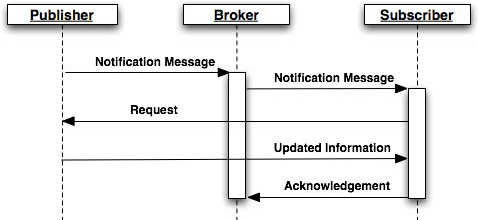 Publisher
Broker
Subscriber
Notification Message
Notification Message
Request
Updated Information
Acknowledgement